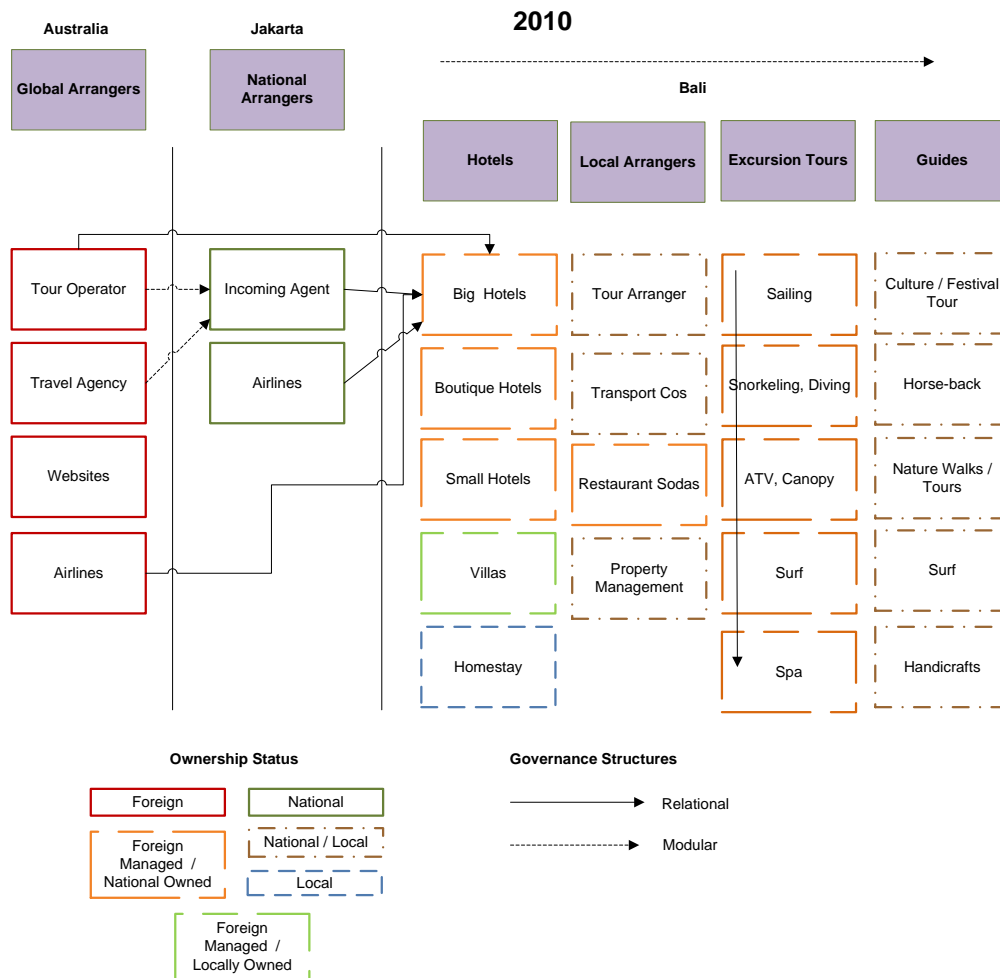 2010
Australia
Jakarta
Bali
Global Arrangers
National
Arrangers
Hotels
Local Arrangers
Excursion Tours
Guides
Tour Operator
Incoming Agent
Big Hotels
Tour Arranger
Sailing
Culture / Festival
Tour
Travel Agency
Airlines
Boutique Hotels
Transport Cos
Snorkeling, Diving
Horse-back
Websites
Small Hotels
Restaurant Sodas
ATV, Canopy
Nature Walks /
Tours
Airlines
Villas
Property
Management
Surf
Surf
Homestay
Spa
Handicrafts
Ownership Status
Governance Structures
Foreign
National
Relational
Foreign
Managed /
National Owned
National / Local
Modular
Local
Foreign
Managed /
Locally Owned